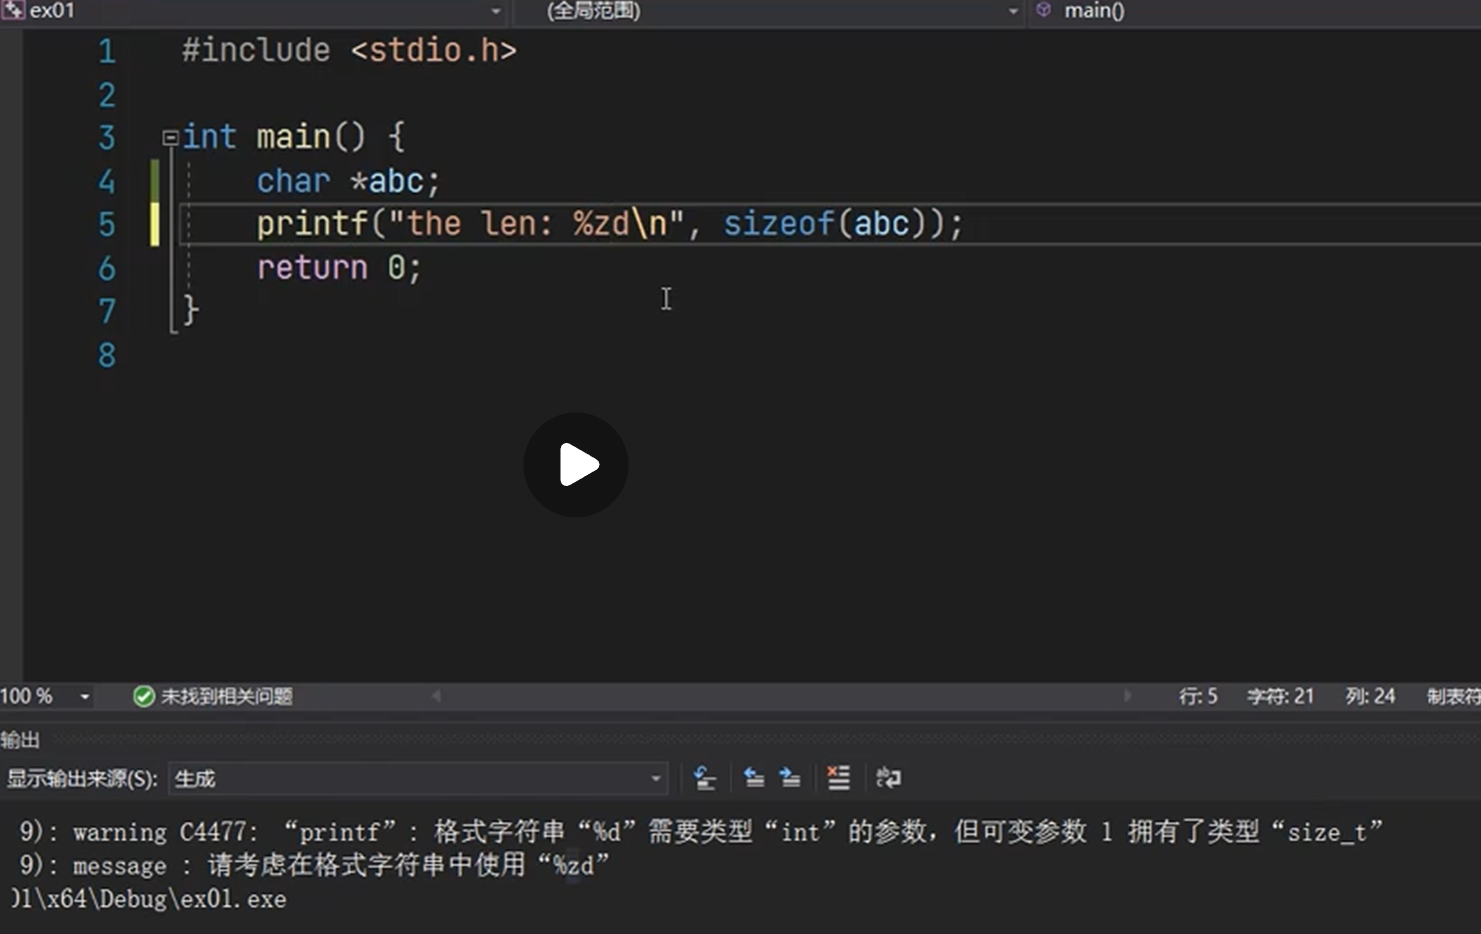 ex01 (全局范围) main()
1 #include <stdio.h>
2
3 int main() {
4 char *abc;
5 printf("the len: %zd\n", sizeof(abc));
6 return 0;
7 }
8
100 % 未找到相关问题 行: 5 字符: 21 列: 24 制表符
输出
显示输出来源(S): 生成
9): warning C4477: “printf”: 格式字符串“%d”需要类型“int”的参数，但可变参数 1 拥有了类型“size_t”
9): message : 请考虑在格式字符串中使用“%zd”
01\x64\Debug\ex01.exe